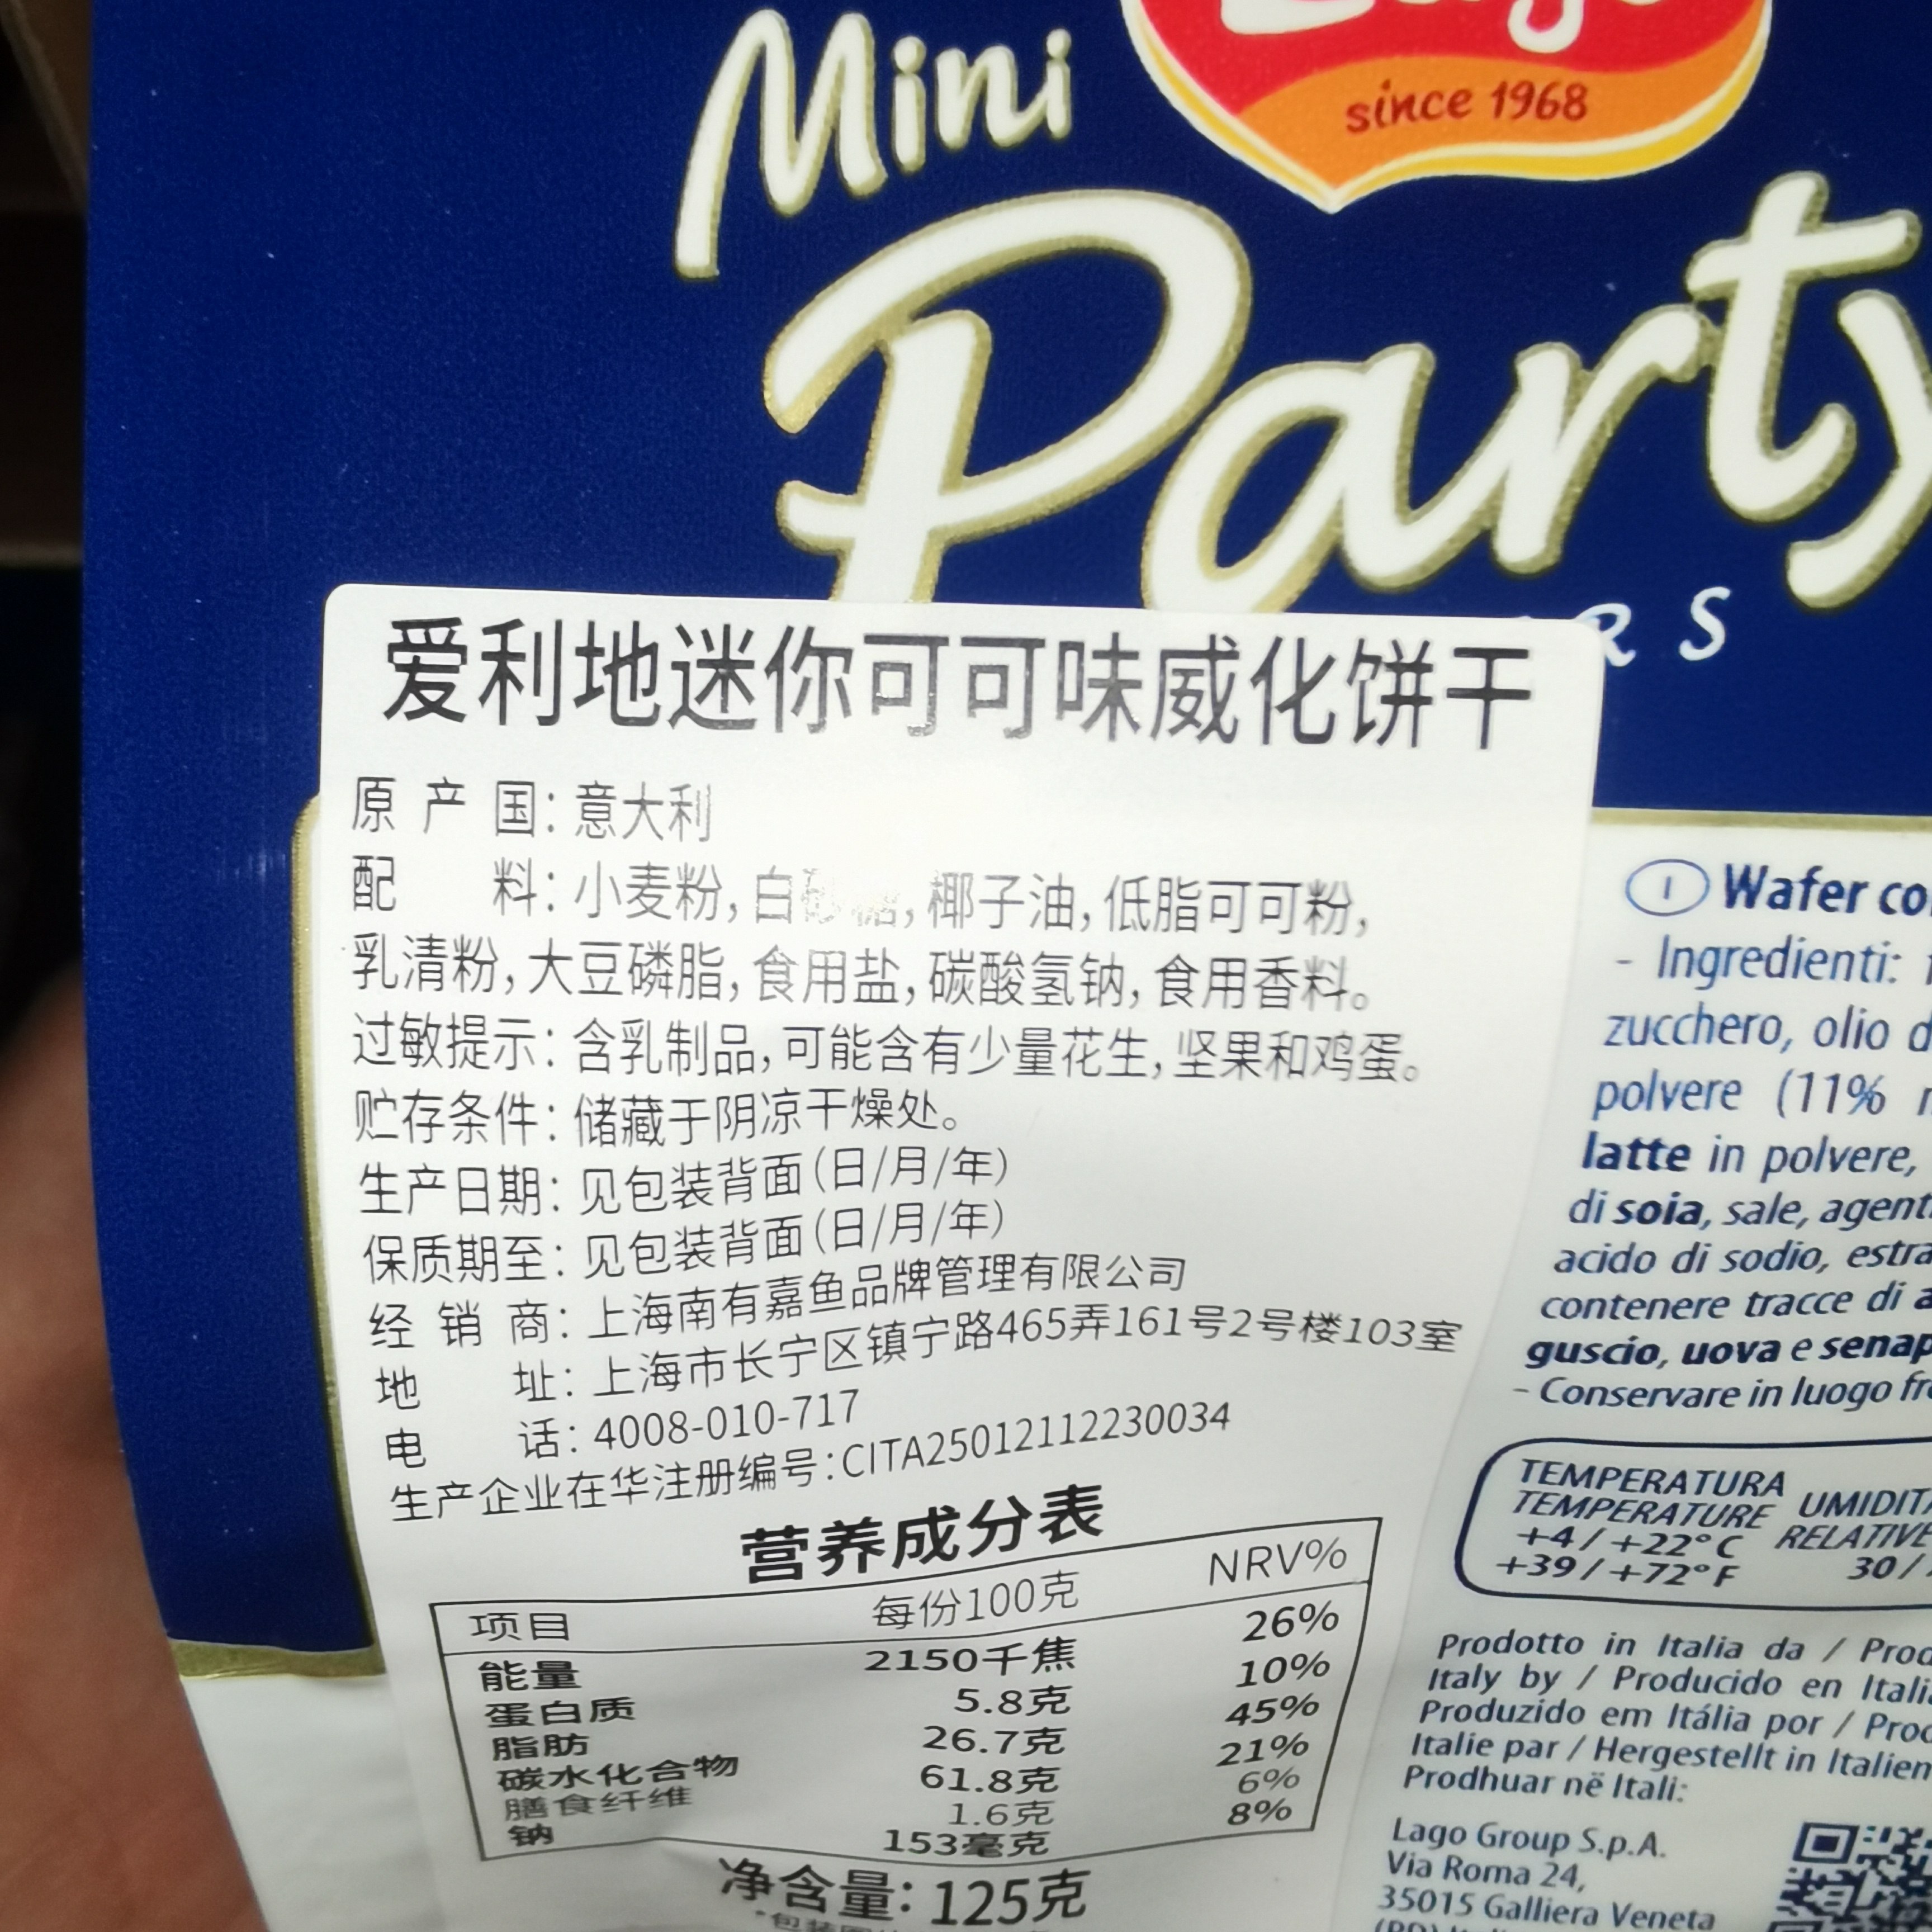 Mini
since 1968
Party
RS
爱利地迷你可可味威化饼干
原产国：意大利
配料：小麦粉，白砂糖，椰子油，低脂可可粉，
乳清粉，大豆磷脂，食用盐，碳酸氢钠，食用香料。
过敏提示：含乳制品，可能含有少量花生，坚果和鸡蛋。
贮存条件：储藏于阴凉干燥处。
生产日期：见包装背面（日/月/年）
保质期至：见包装背面（日/月/年）
经销商：上海南有嘉鱼品牌管理有限公司
地址：上海市长宁区镇宁路465弄161号2号楼103室
电话：4008-010-717
生产企业在华注册编号：CITA25012112230034
营养成分表
项目 每份100克 NRV%
能量 2150千焦 26%
蛋白质 5.8克 10%
脂肪 26.7克 45%
碳水化合物 61.8克 21%
膳食纤维 1.6克 6%
钠 153毫克 8%
净含量：125克
I Wafer co
- Ingredienti:
zucchero, olio d
polvere (11%
latte in polvere,
di soia, sale, agent
acido di sodio, estra
contenere tracce di a
guscio, uova e senap
- Conservare in luogo fr
TEMPERATURA
TEMPERATURE
+4 / +22°C
+39 / +72°F
UMIDIT
RELATIVE
30 /
Prodotto in Italia da / Prod
Italy by / Producido en Itali
Produzido em Itália por / Proc
Italie par / Hergestellt in Italien
Prodhuar në Itali:
Lago Group S.p.A.
Via Roma 24,
35015 Galliera Veneta